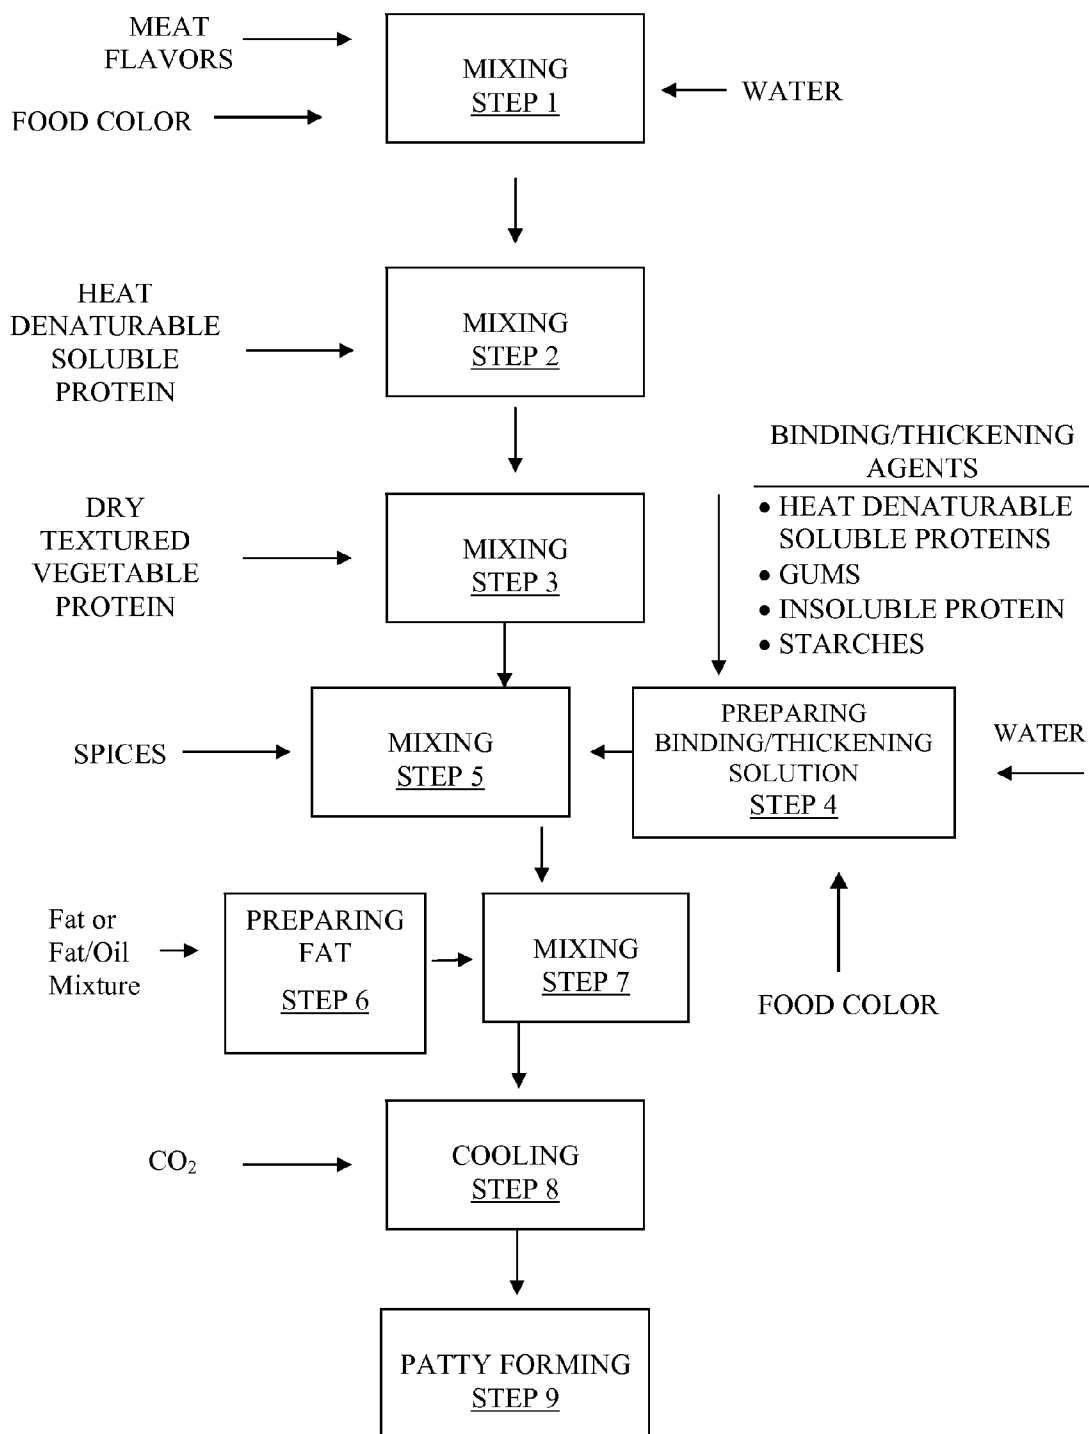 MEAT
FLAVORS
FOOD COLOR
MIXING
STEP 1
WATER
HEAT
DENATURABLE
SOLUBLE
PROTEIN
MIXING
STEP 2
DRY
TEXTURED
VEGETABLE
PROTEIN
MIXING
STEP 3
BINDING/THICKENING
AGENTS
• HEAT DENATURABLE
SOLUBLE PROTEINS
• GUMS
• INSOLUBLE PROTEIN
• STARCHES
SPICES
MIXING
STEP 5
PREPARING
BINDING/THICKENING
SOLUTION
STEP 4
WATER
FOOD COLOR
Fat or
Fat/Oil
Mixture
PREPARING
FAT
STEP 6
MIXING
STEP 7
CO₂
COOLING
STEP 8
PATTY FORMING
STEP 9